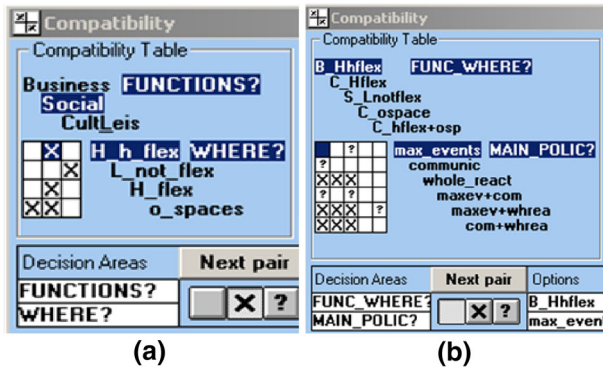 Compatibility
Compatibility Table
Business FUNCTIONS?
Social
CultLeis
X H_h_flex WHERE?
X L_not_flex
X H_flex
XX o_spaces
Decision Areas Next pair
FUNCTIONS?
WHERE? X ?
(a)
Compatibility
Compatibility Table
B_Hhflex FUNC_WHERE?
C_Hflex
S_Lnotflex
C_ospace
C_hflex+osp
? max_events MAIN_POLIC?
? communic
XXX whole_react
? ? maxev+com
XXX ? maxev+whrea
XXX com+whrea
Decision Areas Next pair Options
FUNC_WHERE? X ? B_Hhflex
MAIN_POLIC? max_even
(b)